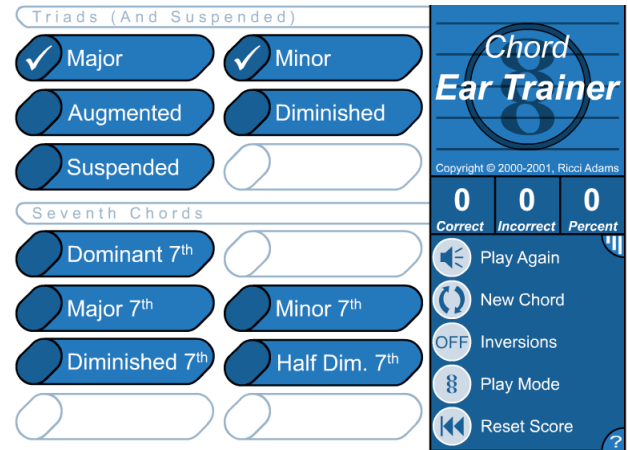 Triads (And Suspended)
Major
Minor
Augmented
Diminished
Suspended
Seventh Chords
Dominant 7th
Major 7th
Minor 7th
Diminished 7th
Half Dim. 7th
Chord
Ear Trainer
Copyright © 2000-2001, Ricci Adams
0 0 0
Correct Incorrect Percent
Play Again
New Chord
OFF Inversions
8 Play Mode
Reset Score
?